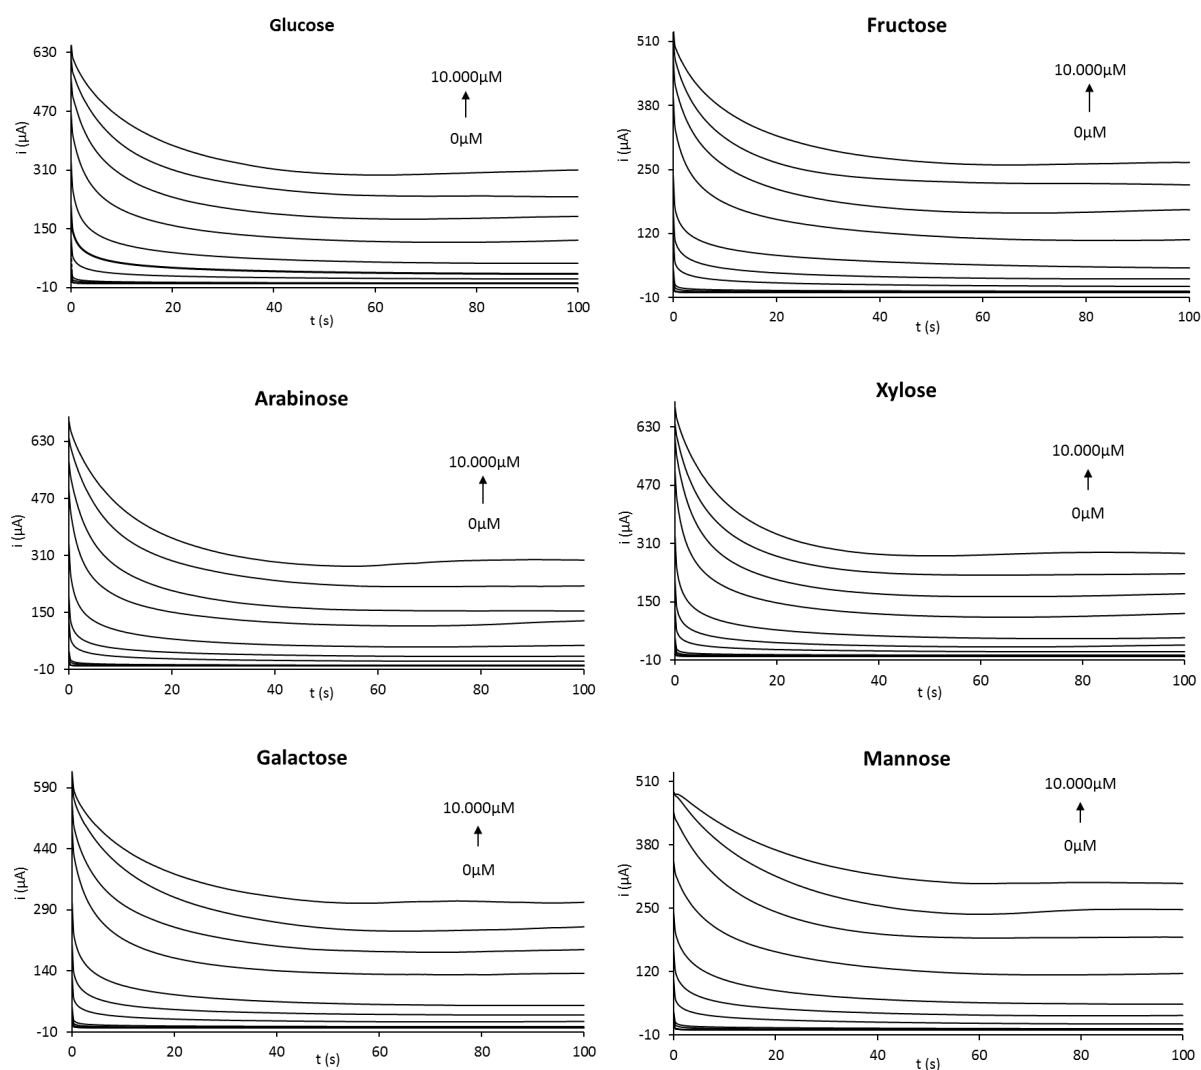 Glucose
630
470
310
150
-10
i (µA)
10.000µM
0µM
0
20
40
60
80
100
t (s)
Fructose
510
380
250
120
-10
i (µA)
10.000µM
0µM
0
20
40
60
80
100
t (s)
Arabinose
630
470
310
150
-10
i (µA)
10.000µM
0µM
0
20
40
60
80
100
t (s)
Xylose
630
470
310
150
-10
i (µA)
10.000µM
0µM
0
20
40
60
80
100
t (s)
Galactose
590
440
290
140
-10
i (µA)
10.000µM
0µM
0
20
40
60
80
100
t (s)
Mannose
510
380
250
120
-10
i (µA)
10.000µM
0µM
0
20
40
60
80
100
t (s)